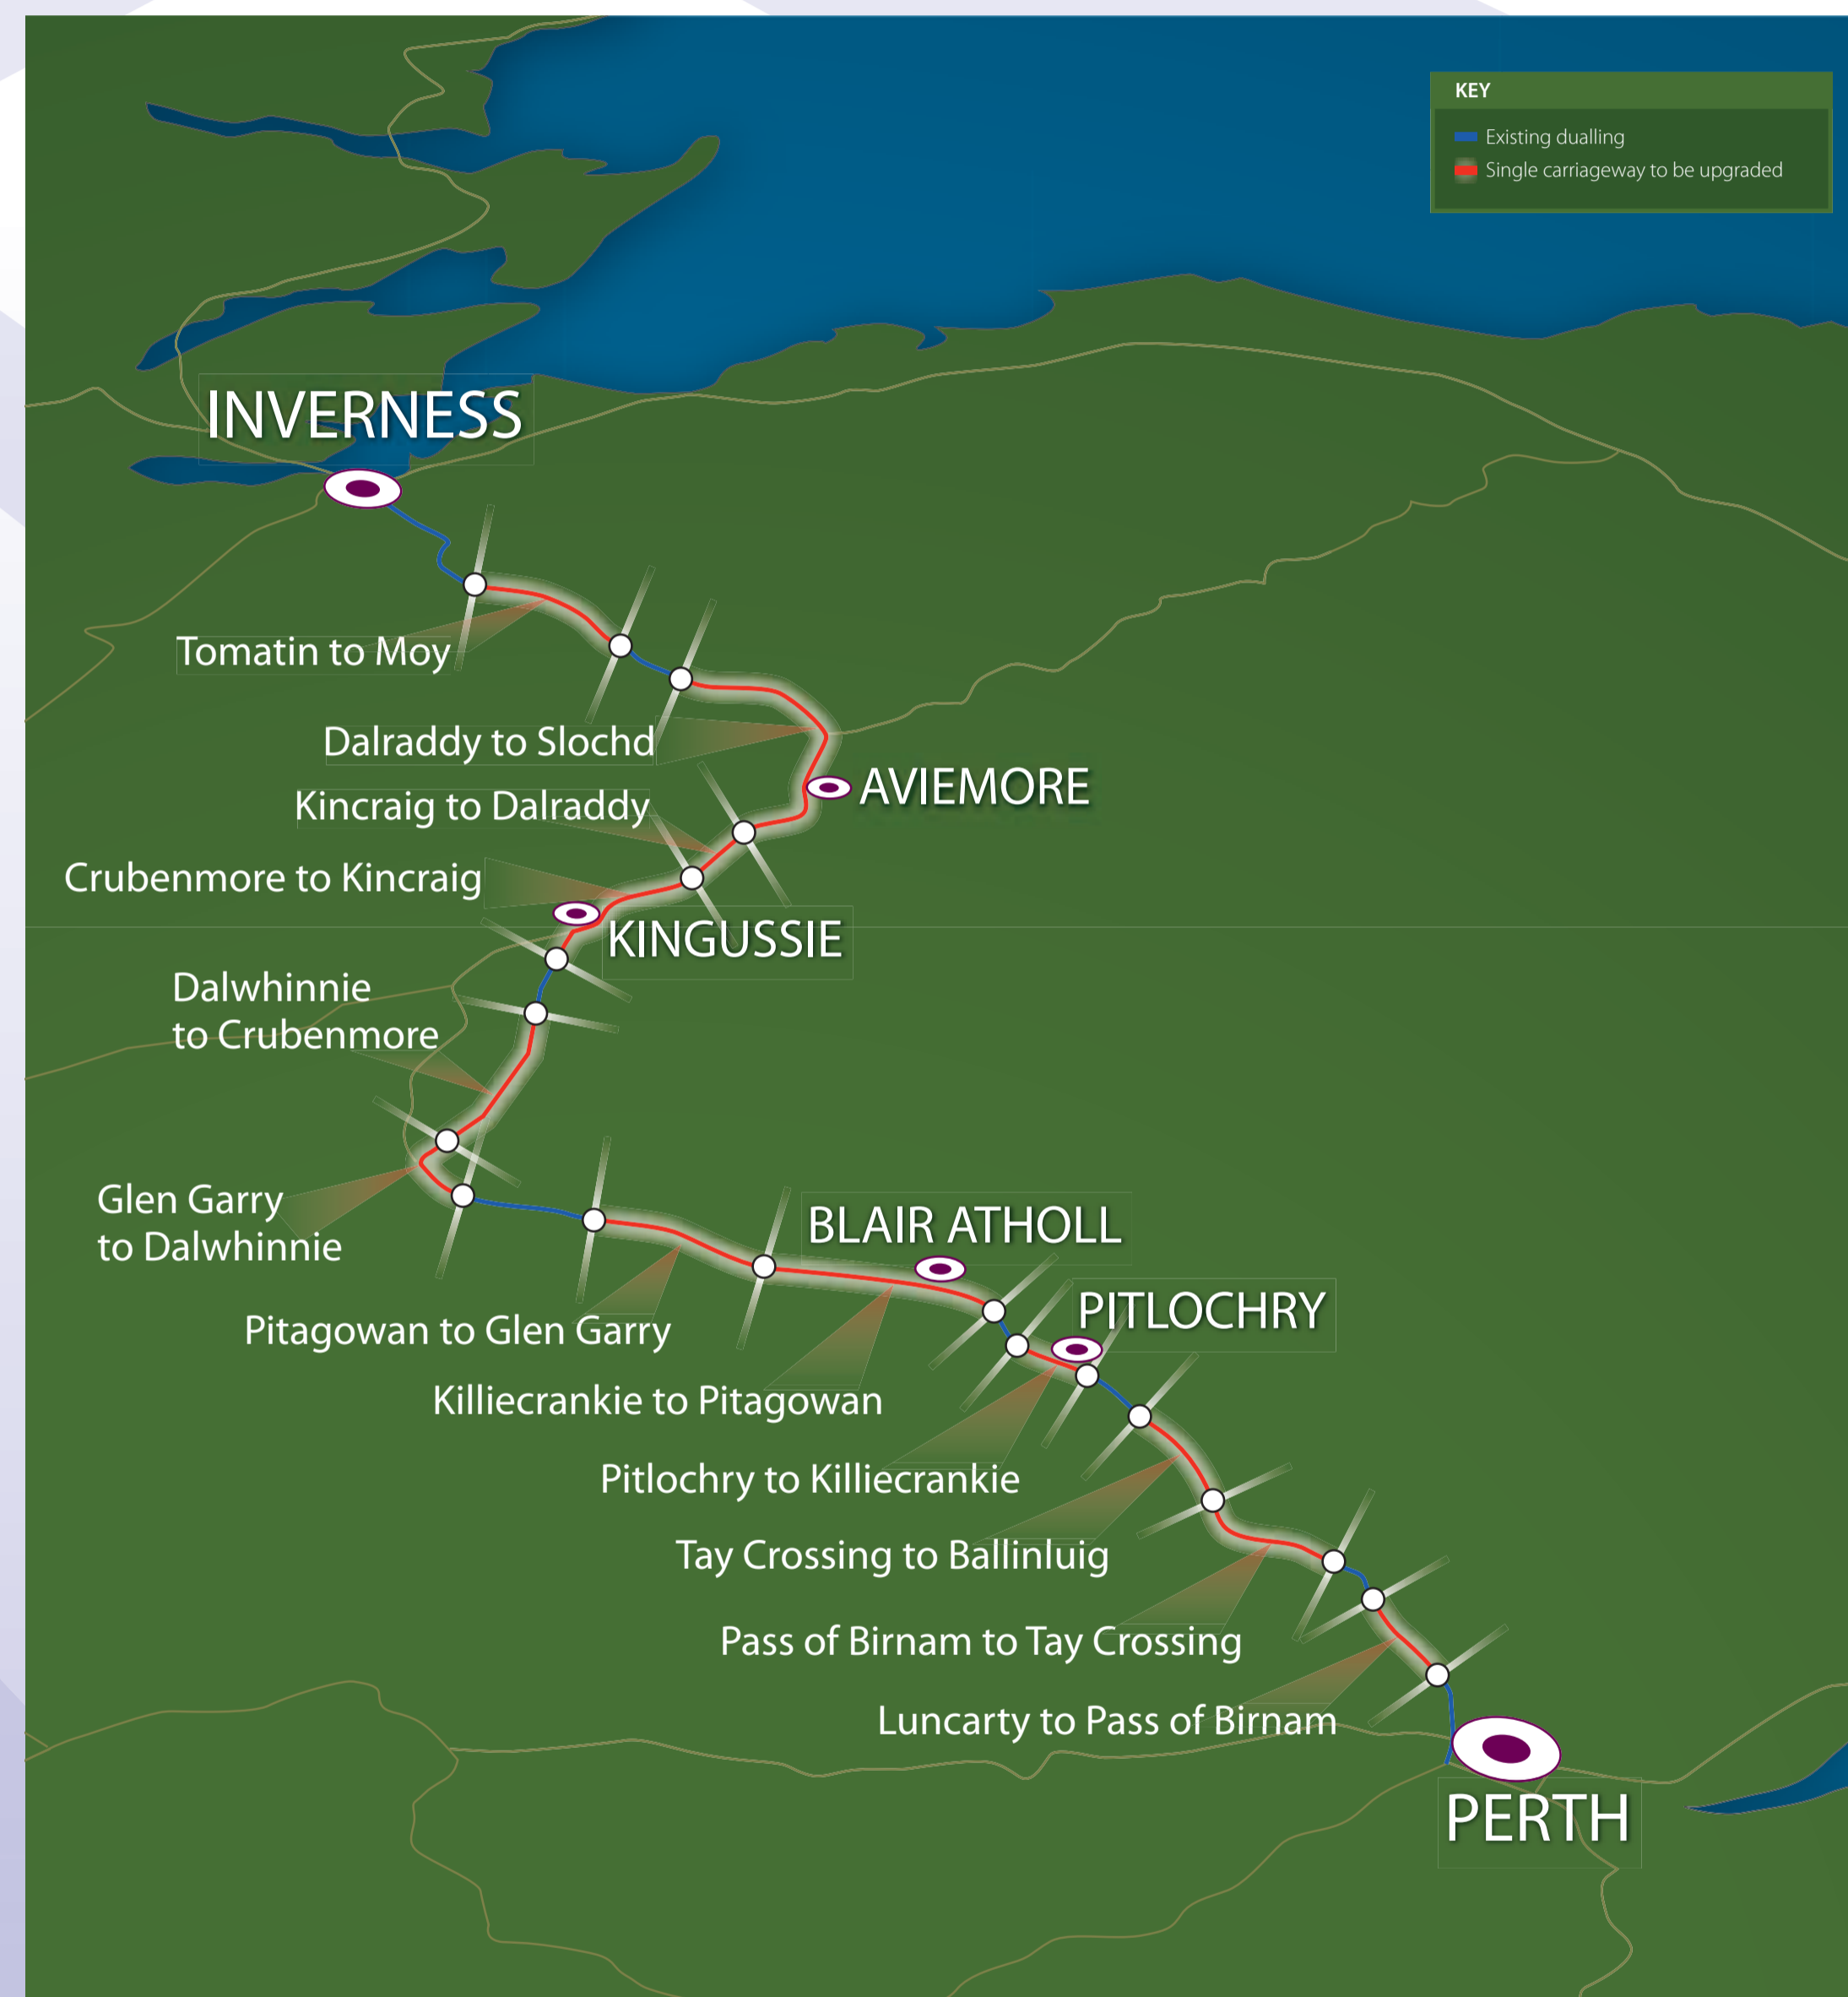 KEY
Existing dualling
Single carriageway to be upgraded
INVERNESS
Tomatin to Moy
Dalraddy to Slochd
AVIEMORE
Kincraig to Dalraddy
Crubenmore to Kincraig
KINGUSSIE
Dalwhinnie
to Crubenmore
Glen Garry
to Dalwhinnie
BLAIR ATHOLL
PITLOCHRY
Pitagowan to Glen Garry
Killiecrankie to Pitagowan
Pitlochry to Killiecrankie
Tay Crossing to Ballinluig
Pass of Birnam to Tay Crossing
Luncarty to Pass of Birnam
PERTH